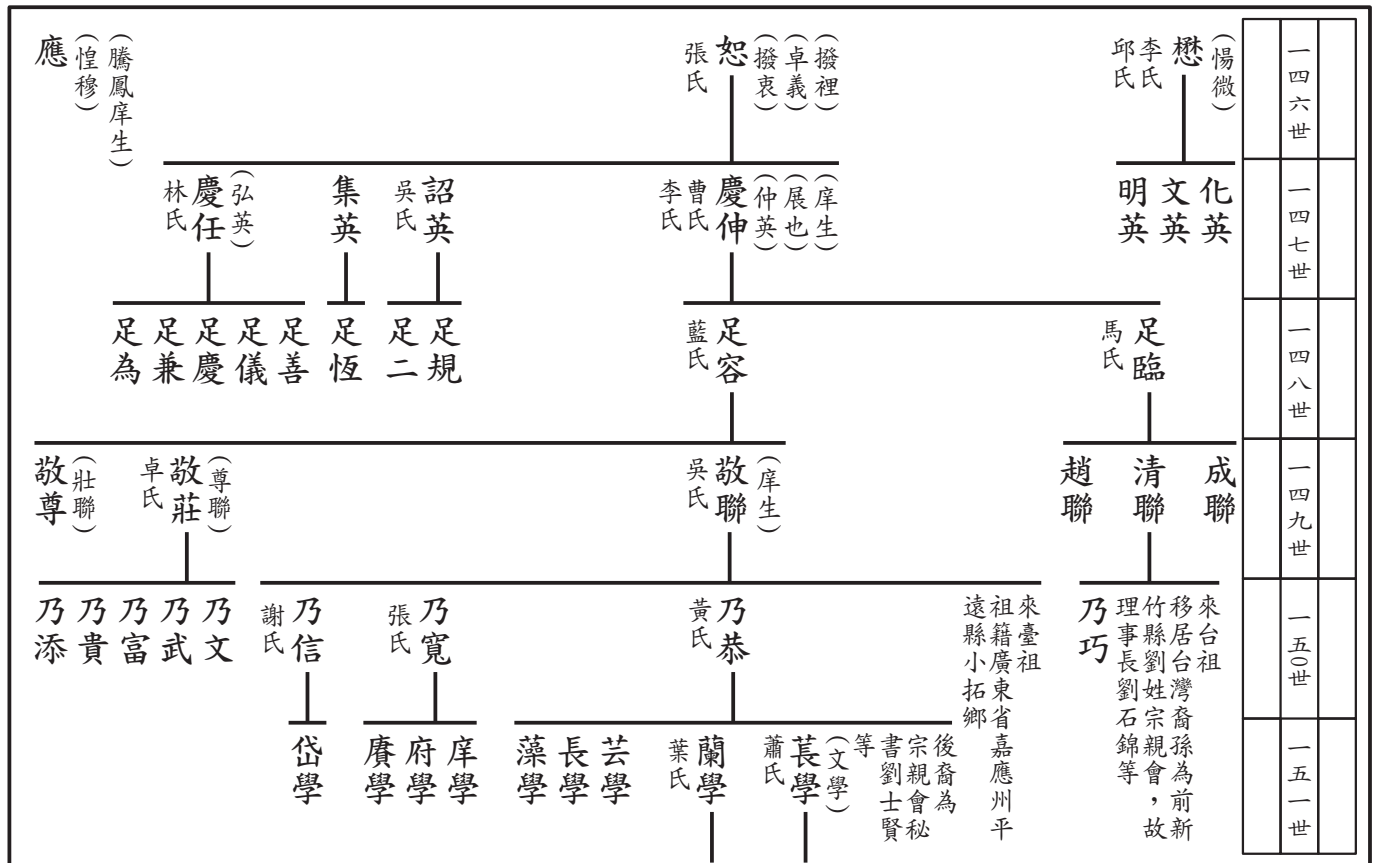 一四六世
一四七世
一四八世
一四九世
一五○世
一五一世
（惕微）
懋
李氏
邱氏
（撥裡）
（卓義）
（撥衷）
恕
張氏
（騰鳳庠生）
（惶穆）
應
化英
文英
明英
（庠生）
（展也）
（仲英）
慶伸
曹氏
李氏
詔英
吳氏
集英
（弘英）
慶任
林氏
足臨
馬氏
足容
藍氏
足規
足二
足恆
足善
足儀
足慶
足兼
足為
成聯
清聯
趙聯
（庠生）
敬聯
吳氏
（尊聯）
敬莊
卓氏
（壯聯）
敬尊
來台祖
移居台灣裔孫為前新
竹縣劉姓宗親會，故
理事長劉石錦等
乃巧
來臺祖
祖籍廣東省嘉應州平
遠縣小拓鄉
乃恭
黃氏
乃寬
張氏
乃信
謝氏
乃文
乃武
乃富
乃貴
乃添
後裔為
宗親會秘
書劉士賢
等
（文學）
萇學
蕭氏
蘭學
葉氏
芸學
長學
藻學
庠學
府學
賡學
岱學